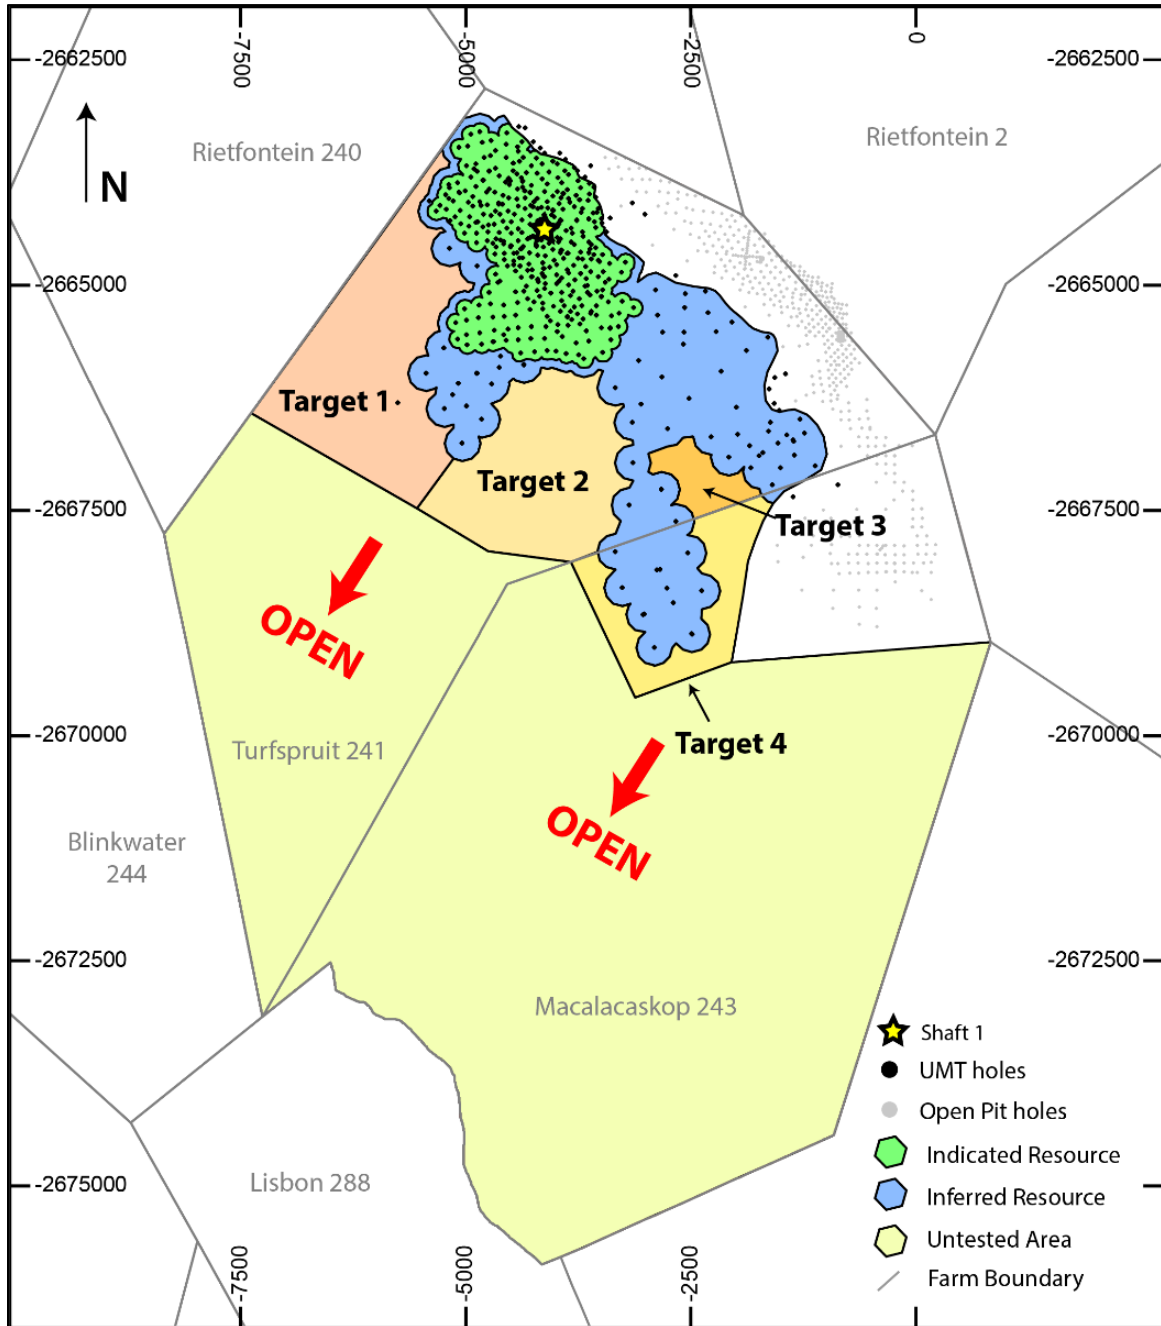 -7500
-5000
-2500
0
-2662500
-2662500
Rietfontein 240
Rietfontein 2
N
-2665000
-2665000
Target 1
Target 2
-2667500
-2667500
Target 3
OPEN
-2670000
-2670000
Turfspruit 241
Target 4
OPEN
Blinkwater
244
-2672500
-2672500
Macalacaskop 243
Shaft 1
UMT holes
Open Pit holes
Indicated Resource
Lisbon 288
-2675000
Inferred Resource
Untested Area
Farm Boundary
-7500
-5000
-2500